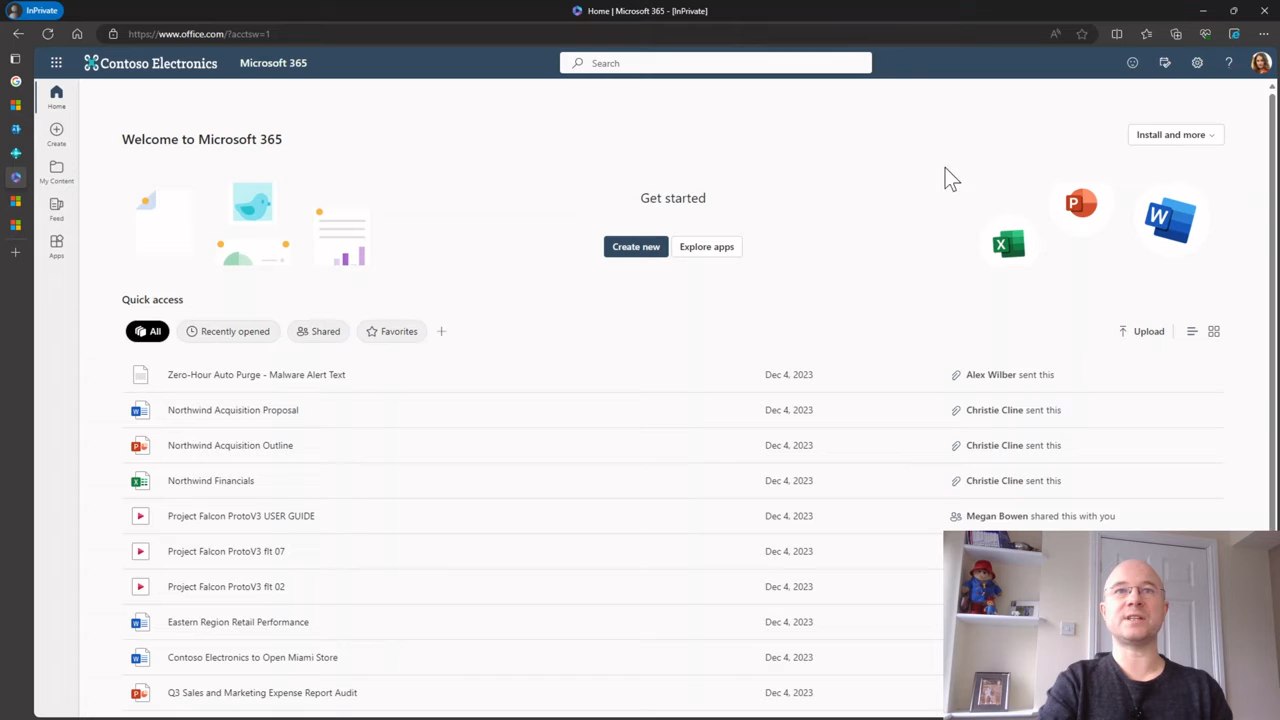 InPrivate
Home | Microsoft 365 - [InPrivate]
https://www.office.com/?acctsw=1
Contoso Electronics
Microsoft 365
Search
Home
Create
My Content
Feed
Apps
Welcome to Microsoft 365
Install and more
Get started
Create new
Explore apps
P
X
W
Quick access
All
Recently opened
Shared
Favorites
Upload
Zero-Hour Auto Purge - Malware Alert Text Dec 4, 2023 Alex Wilber sent this
Northwind Acquisition Proposal Dec 4, 2023 Christie Cline sent this
Northwind Acquisition Outline Dec 4, 2023 Christie Cline sent this
Northwind Financials Dec 4, 2023 Christie Cline sent this
Project Falcon ProtoV3 USER GUIDE Dec 4, 2023 Megan Bowen shared this with you
Project Falcon ProtoV3 flt 07 Dec 4, 2023
Project Falcon ProtoV3 flt 02 Dec 4, 2023
Eastern Region Retail Performance Dec 4, 2023
Contoso Electronics to Open Miami Store Dec 4, 2023
Q3 Sales and Marketing Expense Report Audit Dec 4, 2023